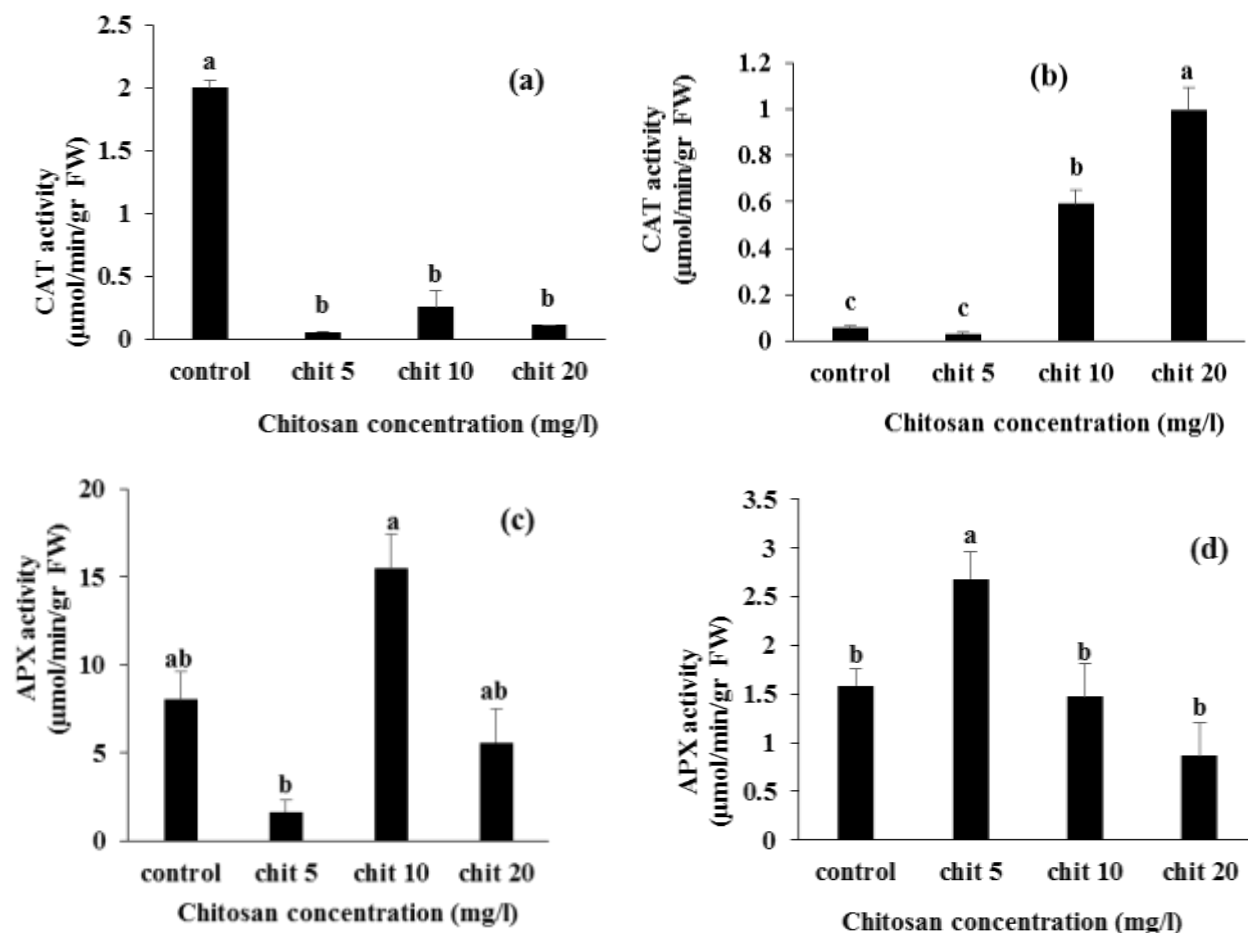 (a)
CAT activity
(µmol/min/gr FW)
2.5
2
1.5
1
0.5
0
a
b
b
b
control chit 5 chit 10 chit 20
Chitosan concentration (mg/l)
(b)
CAT activity
(µmol/min/gr FW)
1.2
1
0.8
0.6
0.4
0.2
0
c
c
b
a
control chit 5 chit 10 chit 20
Chitosan concentration (mg/l)
(c)
APX activity
(µmol/min/gr FW)
20
15
10
5
0
ab
b
a
ab
control chit 5 chit 10 chit 20
Chitosan concentration (mg/l)
(d)
APX activity
(µmol/min/gr FW)
3.5
3
2.5
2
1.5
1
0.5
0
b
a
b
b
control chit 5 chit 10 chit 20
Chitosan concentration (mg/l)